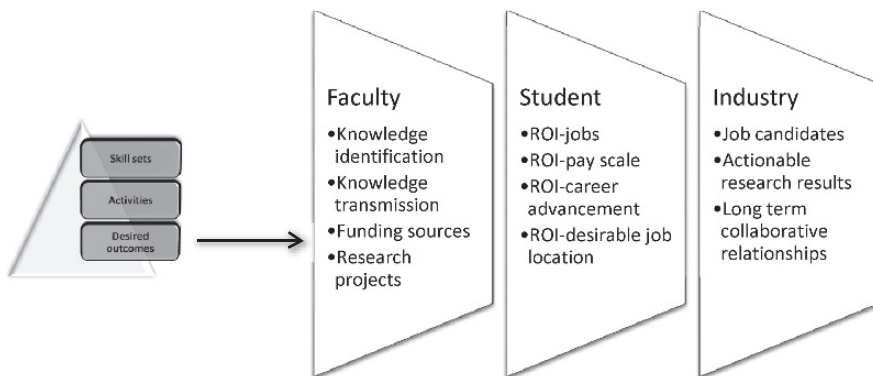 Skill sets
Activities
Desired
outcomes
Faculty
•Knowledge
identification
•Knowledge
transmission
•Funding sources
•Research
projects
Student
•ROI-jobs
•ROI-pay scale
•ROI-career
advancement
•ROI-desirable job
location
Industry
•Job candidates
•Actionable
research results
•Long term
collaborative
relationships